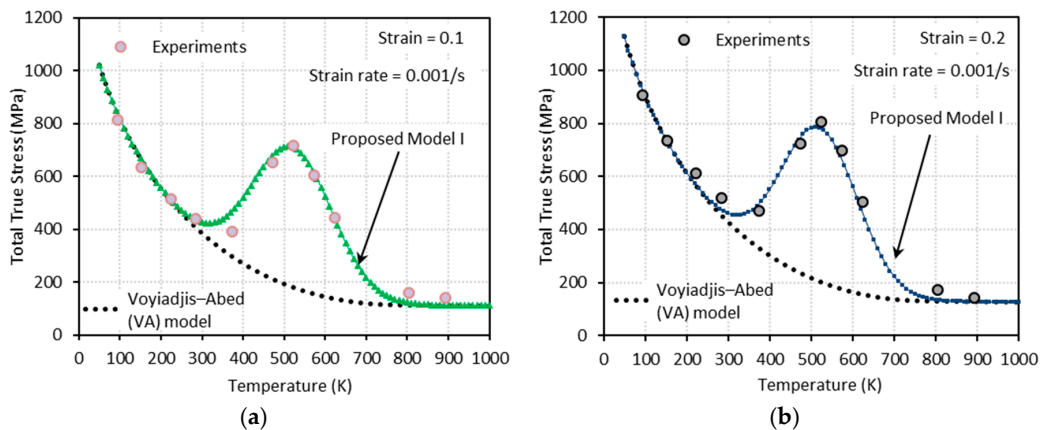 1200
1000
800
600
400
200
0
Total True Stress (MPa)
Experiments
Strain = 0.1
Strain rate = 0.001/s
Proposed Model I
Voyiadjis–Abed
(VA) model
0 100 200 300 400 500 600 700 800 900 1000
Temperature (K)
(a)
1200
1000
800
600
400
200
0
Total True Stress (MPa)
Experiments
Strain = 0.2
Strain rate = 0.001/s
Proposed Model I
Voyiadjis–Abed
(VA) model
0 100 200 300 400 500 600 700 800 900 1000
Temperature (K)
(b)